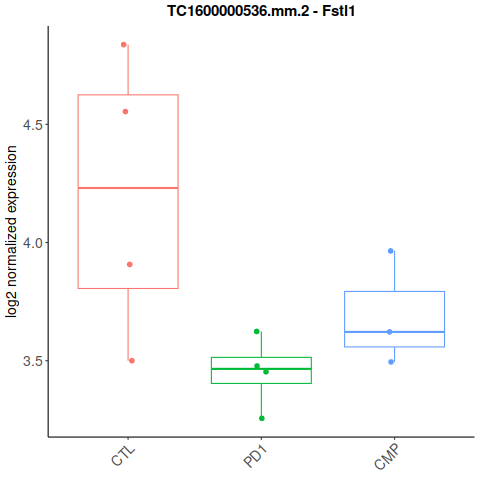 TC1600000536.mm.2 - Fstl1
log2 normalized expression
4.5
4.0
3.5
CTL
PD1
CMP